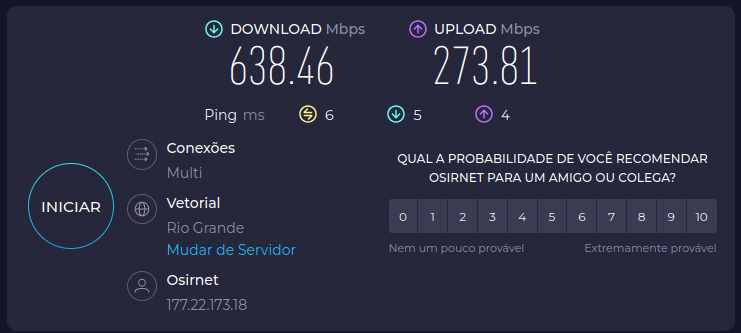 DOWNLOAD Mbps
UPLOAD Mbps
638.46
273.81
Ping ms 6 5 4
Conexões
Multi
Vetorial
Rio Grande
Mudar de Servidor
Osirnet
177.22.173.18
INICIAR
QUAL A PROBABILIDADE DE VOCÊ RECOMENDAR
OSIRNET PARA UM AMIGO OU COLEGA?
0 1 2 3 4 5 6 7 8 9 10
Nem um pouco provável
Extremamente provável